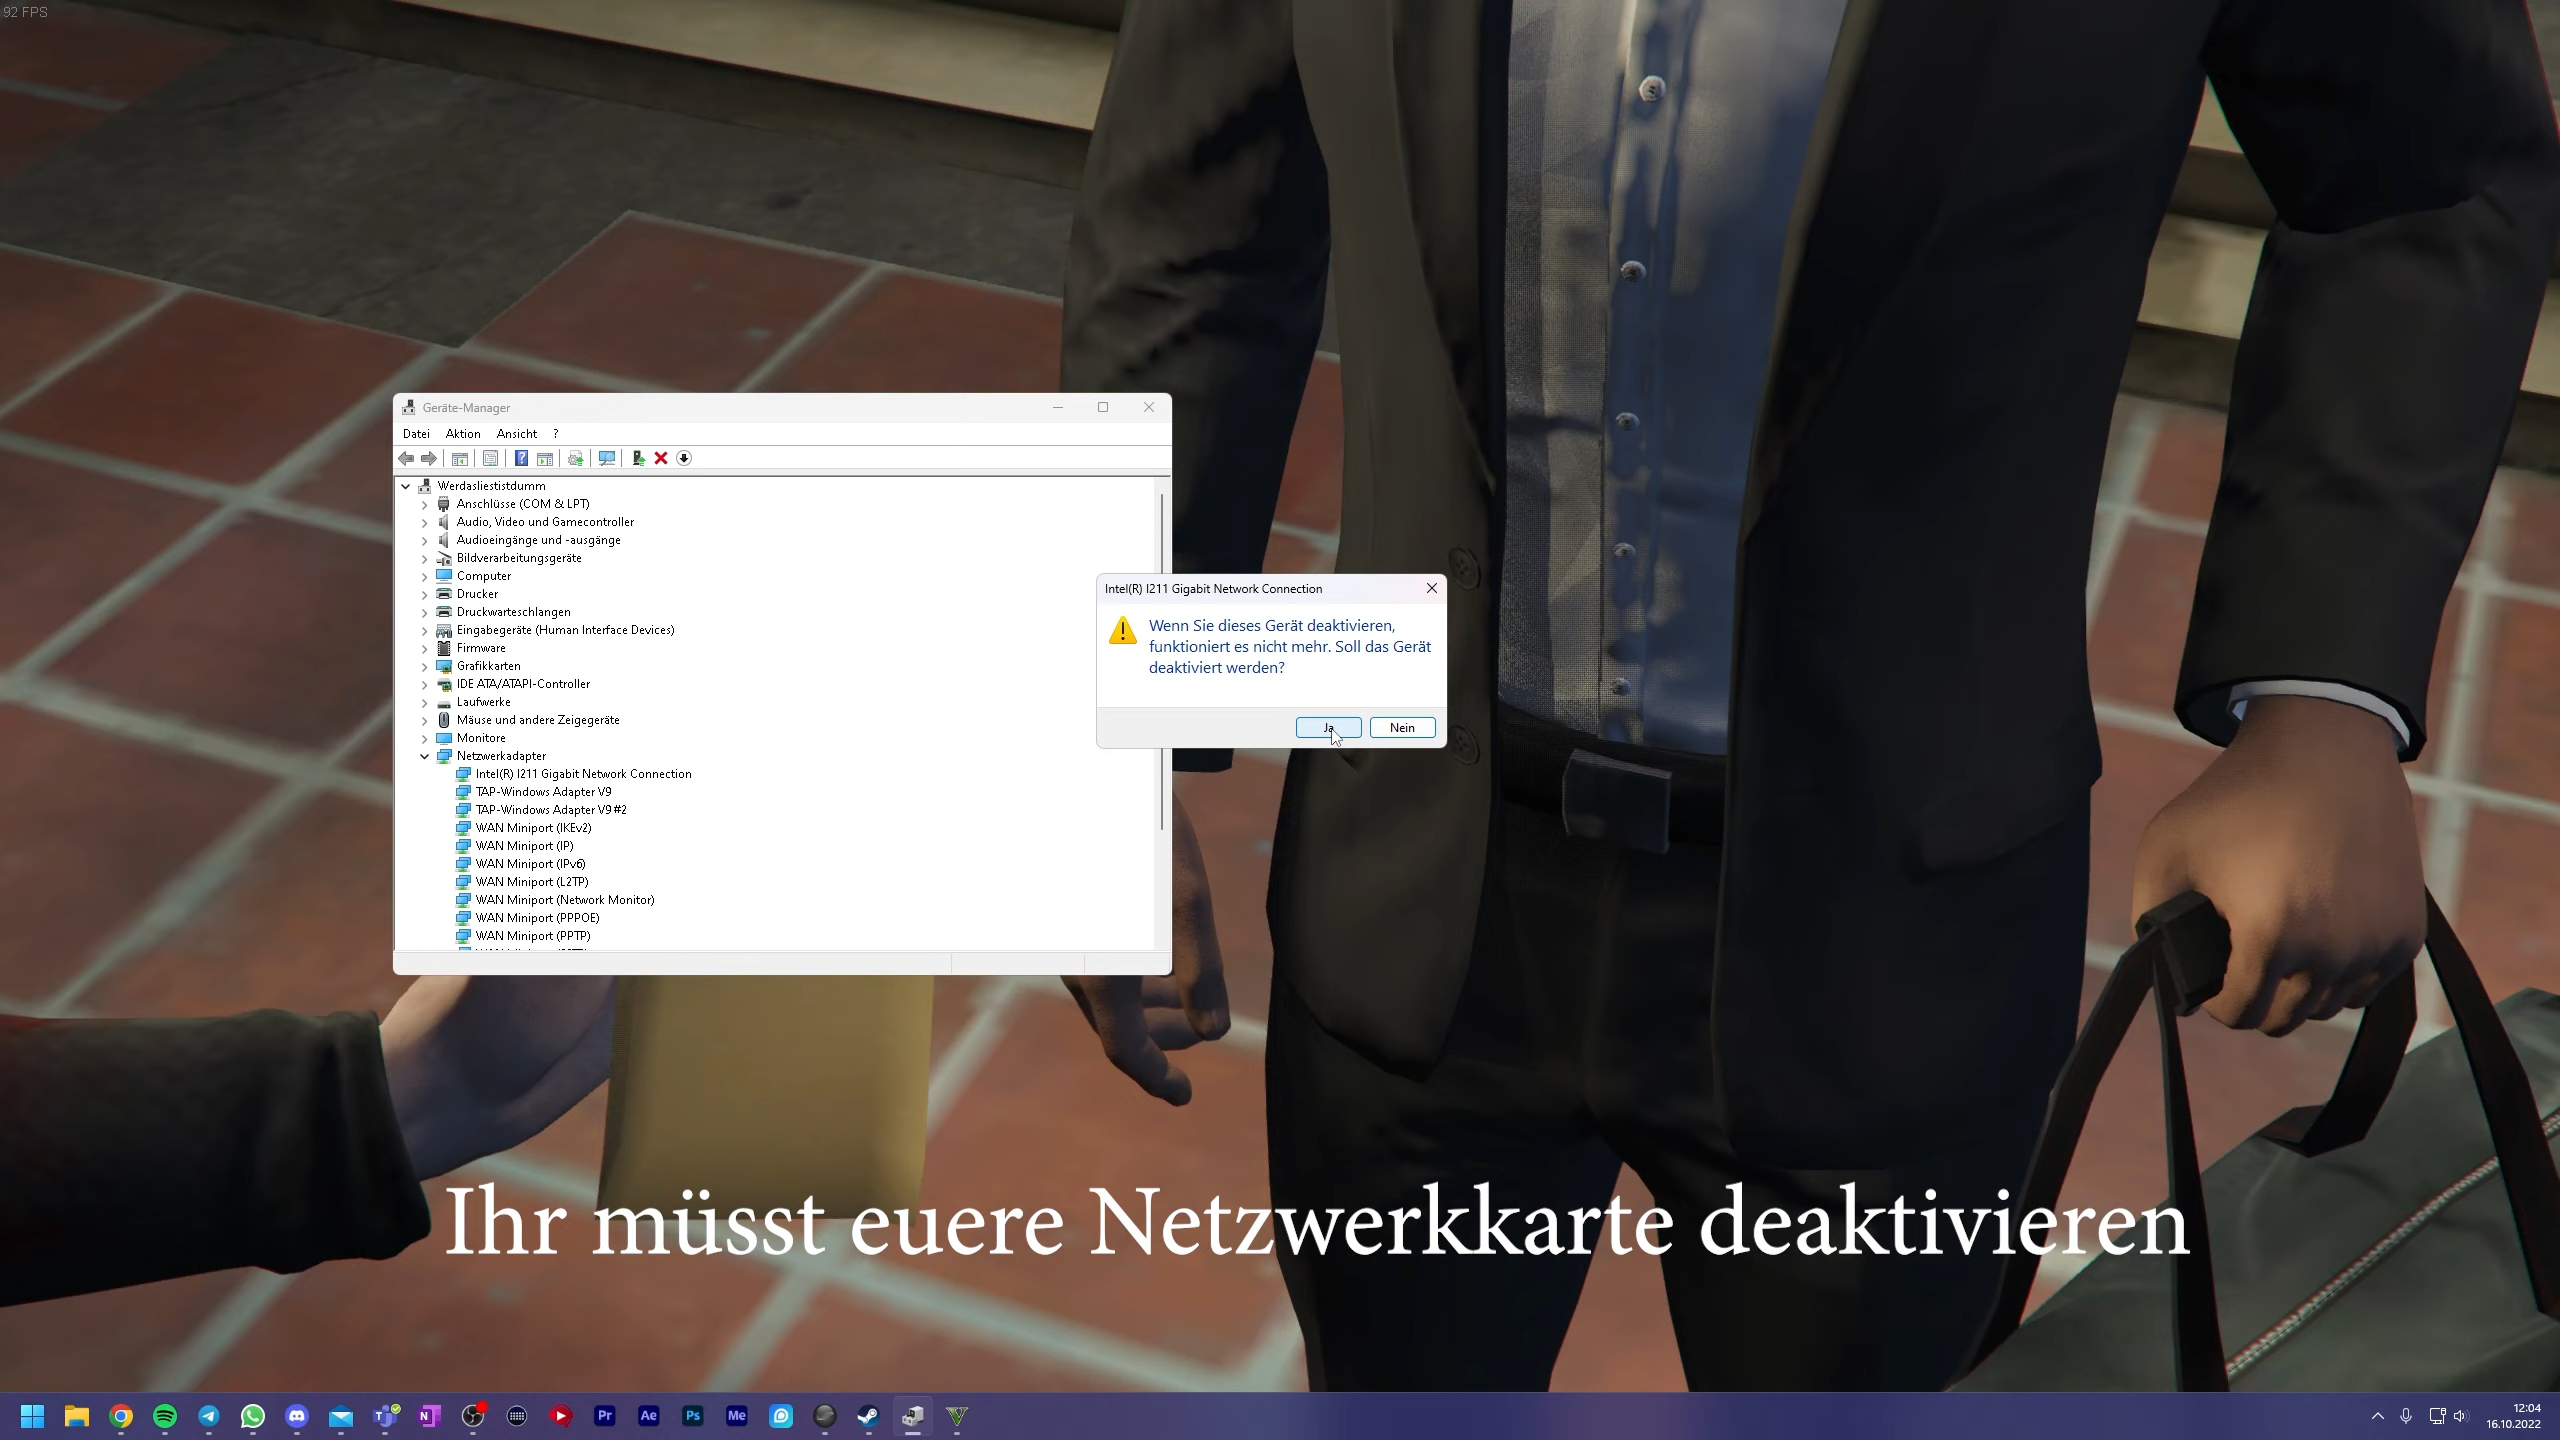 92 FPS
Geräte-Manager
Datei Aktion Ansicht ?
Werdasliestistdumm
Anschlüsse (COM & LPT)
Audio, Video und Gamecontroller
Audioeingänge und -ausgänge
Bildverarbeitungsgeräte
Computer
Drucker
Druckwarteschlangen
Eingabegeräte (Human Interface Devices)
Firmware
Grafikkarten
IDE ATA/ATAPI-Controller
Laufwerke
Mäuse und andere Zeigegeräte
Monitore
Netzwerkadapter
Intel(R) I211 Gigabit Network Connection
TAP-Windows Adapter V9
TAP-Windows Adapter V9 #2
WAN Miniport (IKEv2)
WAN Miniport (IP)
WAN Miniport (IPv6)
WAN Miniport (L2TP)
WAN Miniport (Network Monitor)
WAN Miniport (PPPOE)
WAN Miniport (PPTP)
Intel(R) I211 Gigabit Network Connection
Wenn Sie dieses Gerät deaktivieren,
funktioniert es nicht mehr. Soll das Gerät
deaktiviert werden?
Ja Nein
Ihr müsst euere Netzwerkkarte deaktivieren
Pr Ae Ps Me
12:04
16.10.2022